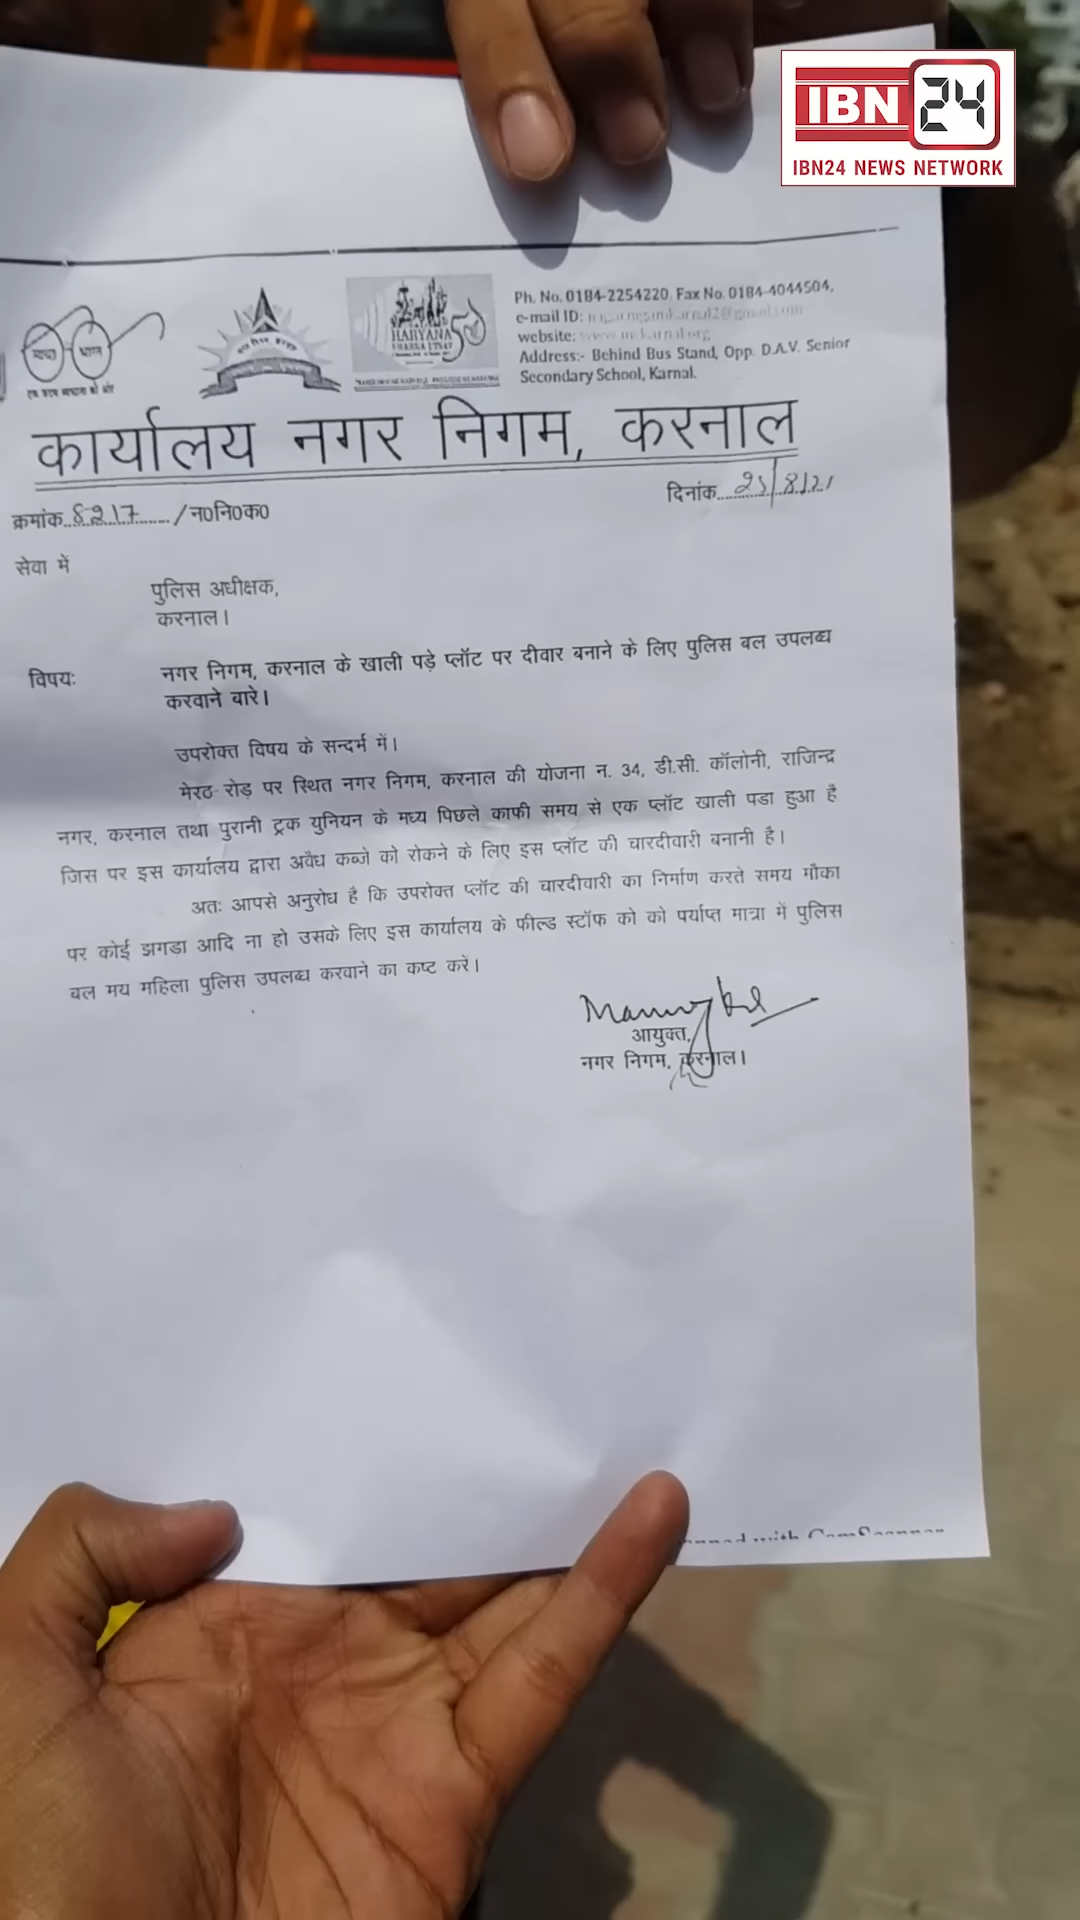 IBN 24
IBN24 NEWS NETWORK
Ph. No. 0184-2254220, Fax No. 0184-4044504,
e-mail ID:
website:
Address:- Behind Bus Stand, Opp. D.A.V. Senior
Secondary School, Karnal.
स्वच्छ भारत
एक कदम स्वच्छता की ओर
HARYANA
SWARNA UTSAV
कार्यालय नगर निगम, करनाल
क्रमांक 8217 /न0नि0क0
दिनांक
सेवा में
पुलिस अधीक्षक,
करनाल।
विषयः नगर निगम, करनाल के खाली पड़े प्लॉट पर दीवार बनाने के लिए पुलिस बल उपलब्ध
करवाने बारे।
उपरोक्त विषय के सन्दर्भ में।
मेरठ रोड़ पर स्थित नगर निगम, करनाल की योजना न. 34, डी.सी. कॉलोनी, राजिन्द्र
नगर, करनाल तथा पुरानी ट्रक युनियन के मध्य पिछले काफी समय से एक प्लॉट खाली पडा हुआ है
जिस पर इस कार्यालय द्वारा अवैध कब्जे को रोकने के लिए इस प्लॉट की चारदीवारी बनानी है।
अतः आपसे अनुरोध है कि उपरोक्त प्लॉट की चारदीवारी का निर्माण करते समय मौका
पर कोई झगडा आदि ना हो उसके लिए इस कार्यालय के फील्ड स्टॉफ को को पर्याप्त मात्रा में पुलिस
बल मय महिला पुलिस उपलब्ध करवाने का कष्ट करें।
आयुक्त,
नगर निगम, करनाल।
with CamScanner